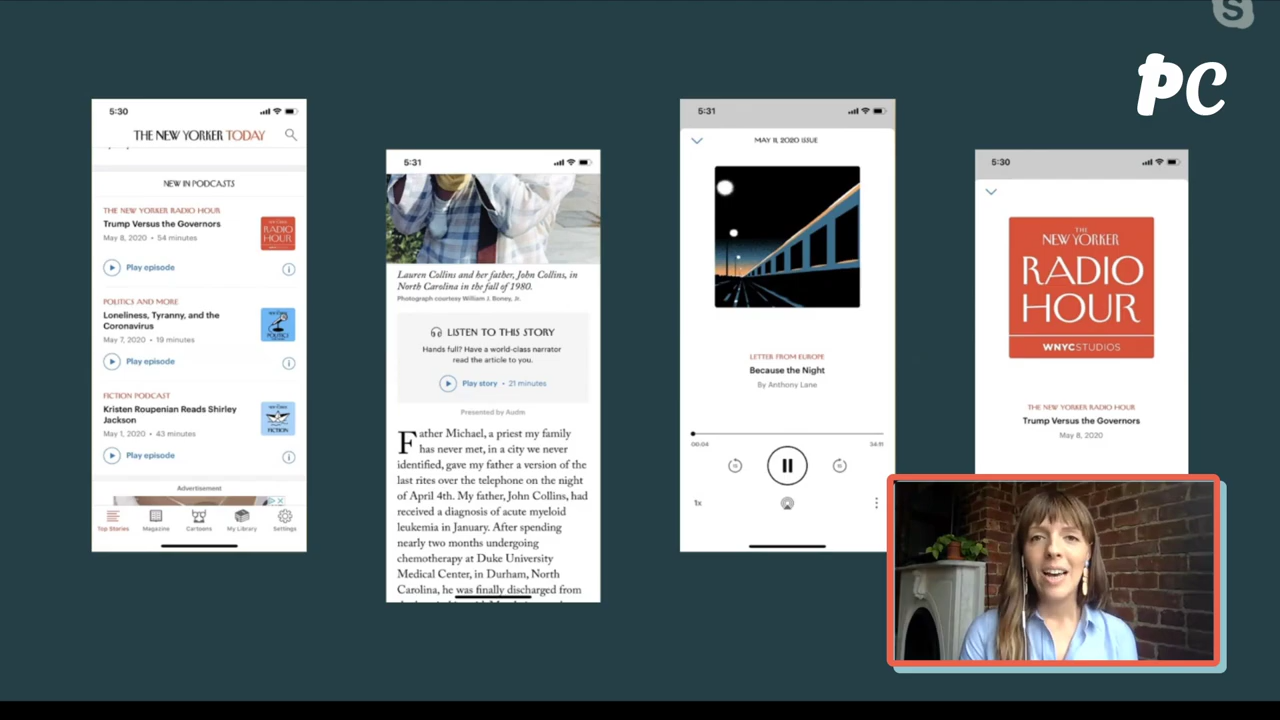 S
PC
5:30
THE NEW YORKER TODAY
NEW IN PODCASTS
THE NEW YORKER RADIO HOUR
Trump Versus the Governors
May 8, 2020 • 54 minutes
RADIO
HOUR
Play episode
POLITICS AND MORE
Loneliness, Tyranny, and the
Coronavirus
May 7, 2020 • 19 minutes
POLITICS
Play episode
FICTION PODCAST
Kristen Roupenian Reads Shirley
Jackson
May 1, 2020 • 43 minutes
FICTION
Play episode
Advertisement
Top Stories
Magazine
Cartoons
My Library
Settings
5:31
Lauren Collins and her father, John Collins, in
North Carolina in the fall of 1980.
Photograph courtesy William J. Boney, Jr.
LISTEN TO THIS STORY
Hands full? Have a world-class narrator
read the article to you.
Play story • 21 minutes
Presented by Audm
Father Michael, a priest my family
has never met, in a city we never
identified, gave my father a version of the
last rites over the telephone on the night
of April 4th. My father, John Collins, had
received a diagnosis of acute myeloid
leukemia in January. After spending
nearly two months undergoing
chemotherapy at Duke University
Medical Center, in Durham, North
Carolina, he was finally discharged from
5:31
MAY 11, 2020 ISSUE
LETTER FROM EUROPE
Because the Night
By Anthony Lane
00:04
34:11
1x
5:30
THE
NEW YORKER
RADIO
HOUR
WNYCSTUDIOS
THE NEW YORKER RADIO HOUR
Trump Versus the Governors
May 8, 2020